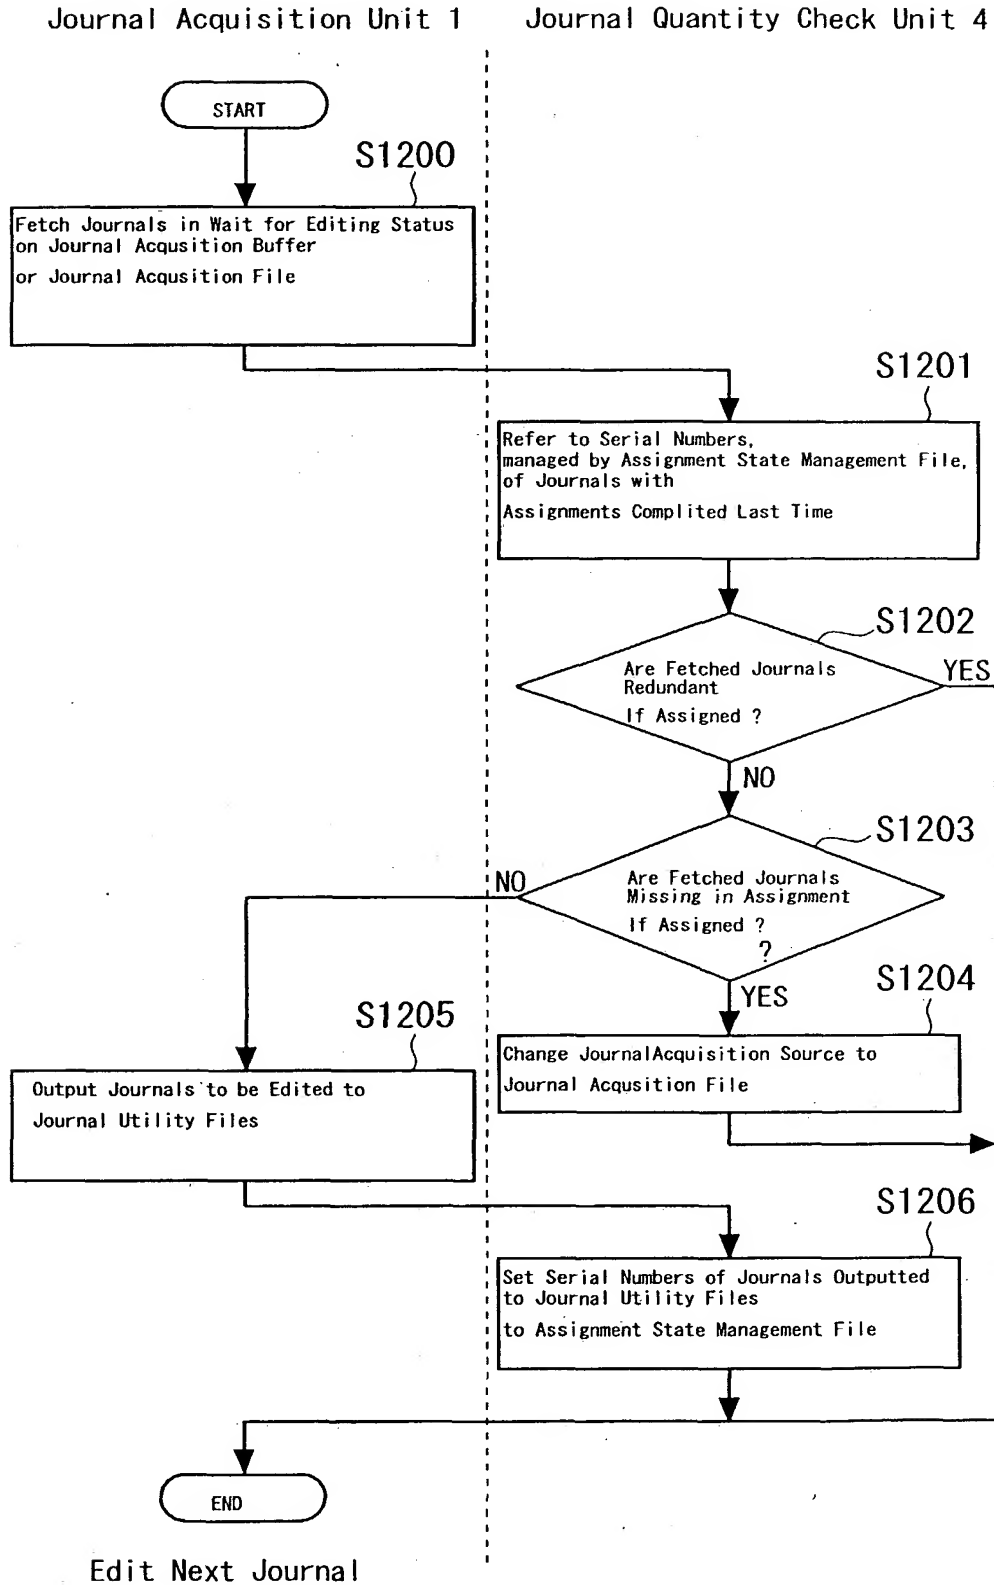 Journal Acquisition Unit 1
Journal Quantity Check Unit 4
START
S1200
Fetch Journals in Wait for Editing Status
on Journal Acqusition Buffer
or Journal Acqusition File
S1201
Refer to Serial Numbers,
managed by Assignment State Management File,
of Journals with
Assignments Complited Last Time
S1202
Are Fetched Journals
Redundant
If Assigned ?
YES
NO
S1203
Are Fetched Journals
Missing in Assignment
If Assigned ?
?
NO
YES
S1204
Change JournalAcquisition Source to
Journal Acqusition File
S1205
Output Journals to be Edited to
Journal Utility Files
S1206
Set Serial Numbers of Journals Outputted
to Journal Utility Files
to Assignment State Management File
END
Edit Next Journal